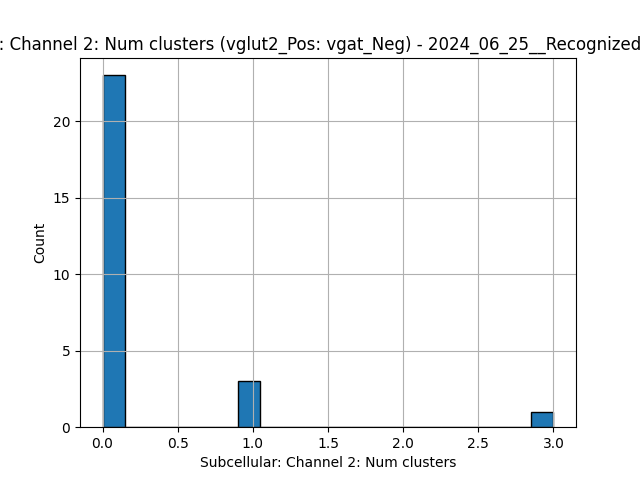 : Channel 2: Num clusters (vglut2_Pos: vgat_Neg) - 2024_06_25__Recognized
20
15
10
5
0
Count
0.0 0.5 1.0 1.5 2.0 2.5 3.0
Subcellular: Channel 2: Num clusters